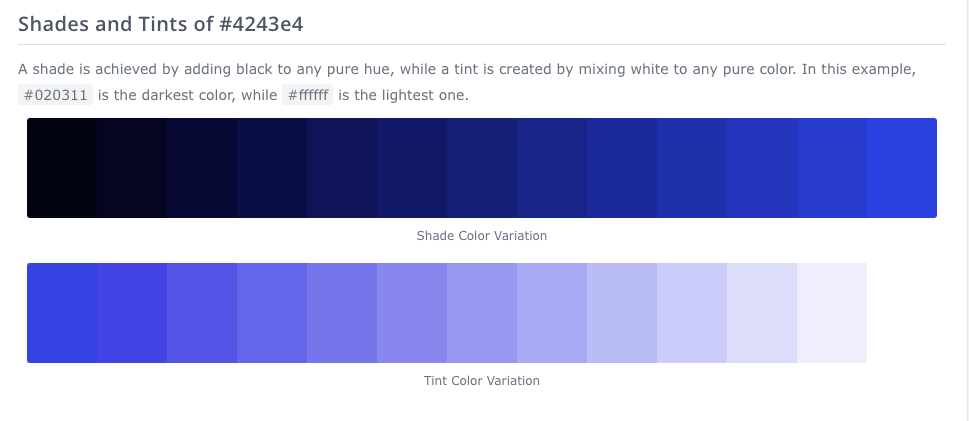 Shades and Tints of #4243e4
A shade is achieved by adding black to any pure hue, while a tint is created by mixing white to any pure color. In this example,
#020311 is the darkest color, while #ffffff is the lightest one.
Shade Color Variation
Tint Color Variation